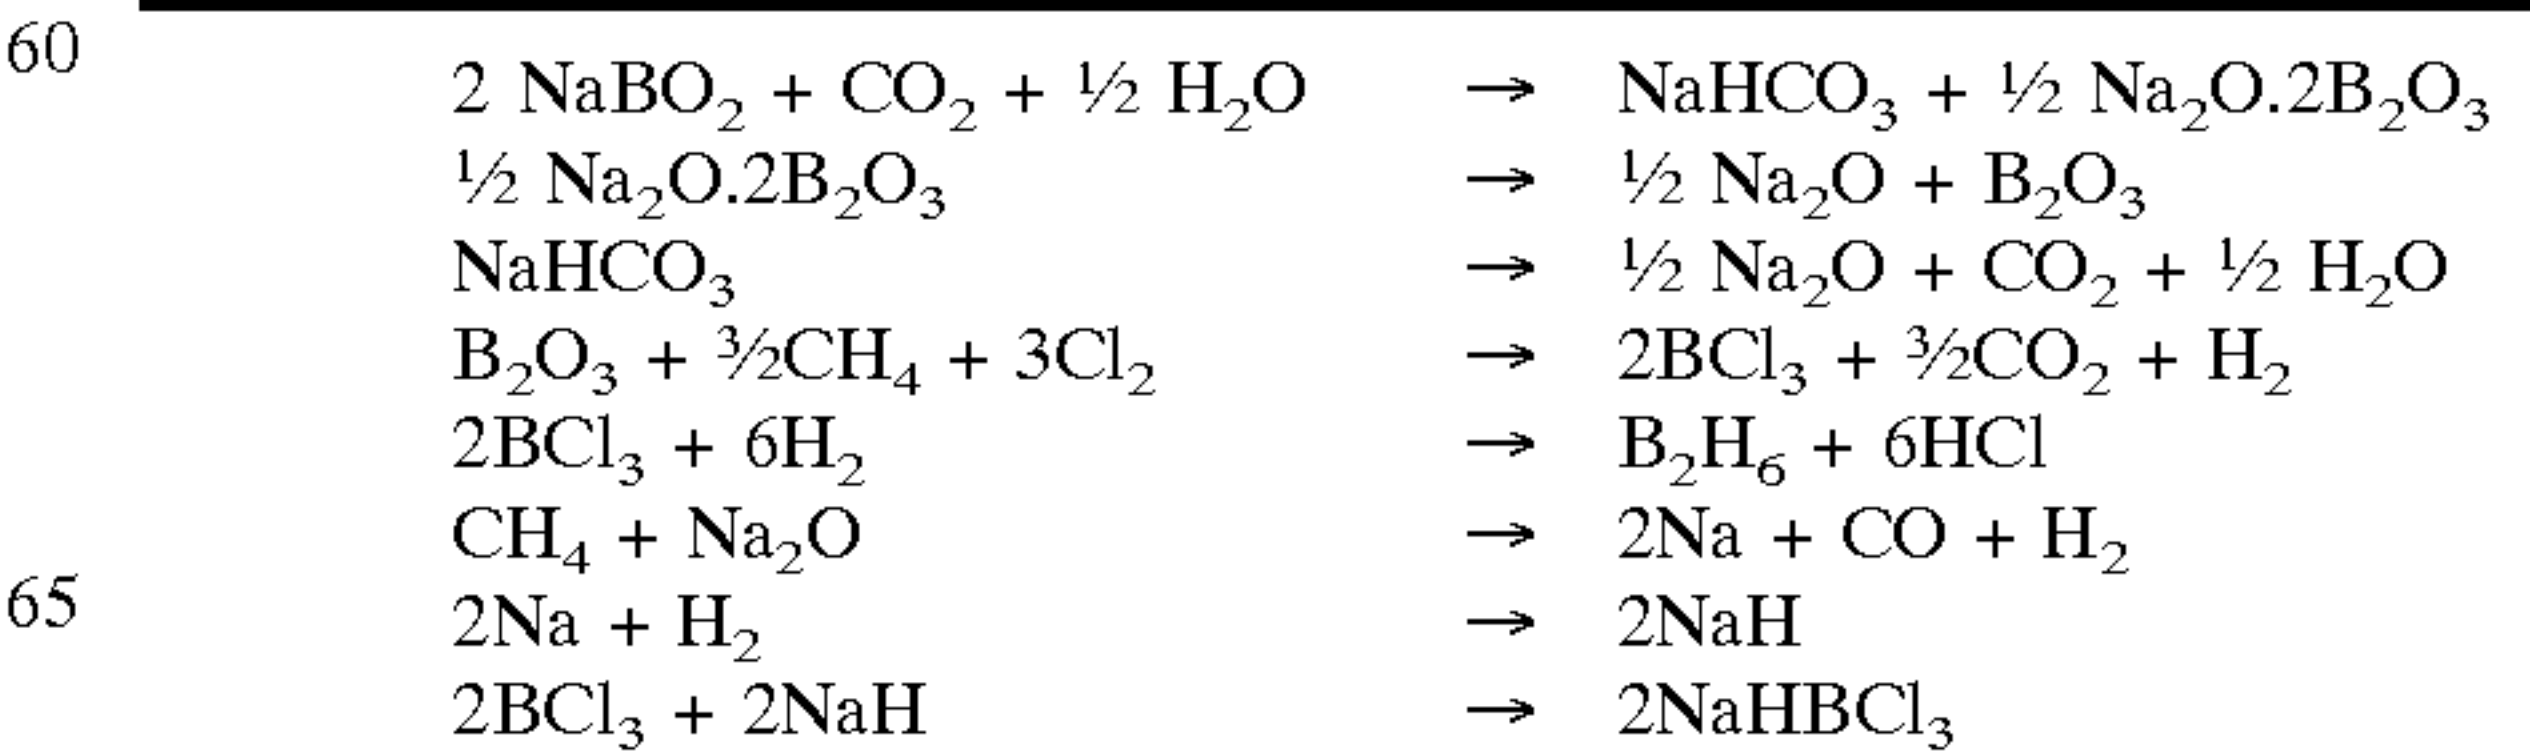 60
2 NaBO₂ + CO₂ + ½ H₂O → NaHCO₃ + ½ Na₂O.2B₂O₃
½ Na₂O.2B₂O₃ → ½ Na₂O + B₂O₃
NaHCO₃ → ½ Na₂O + CO₂ + ½ H₂O
B₂O₃ + 3⁄2CH₄ + 3Cl₂ → 2BCl₃ + 3⁄2CO₂ + H₂
2BCl₃ + 6H₂ → B₂H₆ + 6HCl
CH₄ + Na₂O → 2Na + CO + H₂
65
2Na + H₂ → 2NaH
2BCl₃ + 2NaH → 2NaHBCl₃